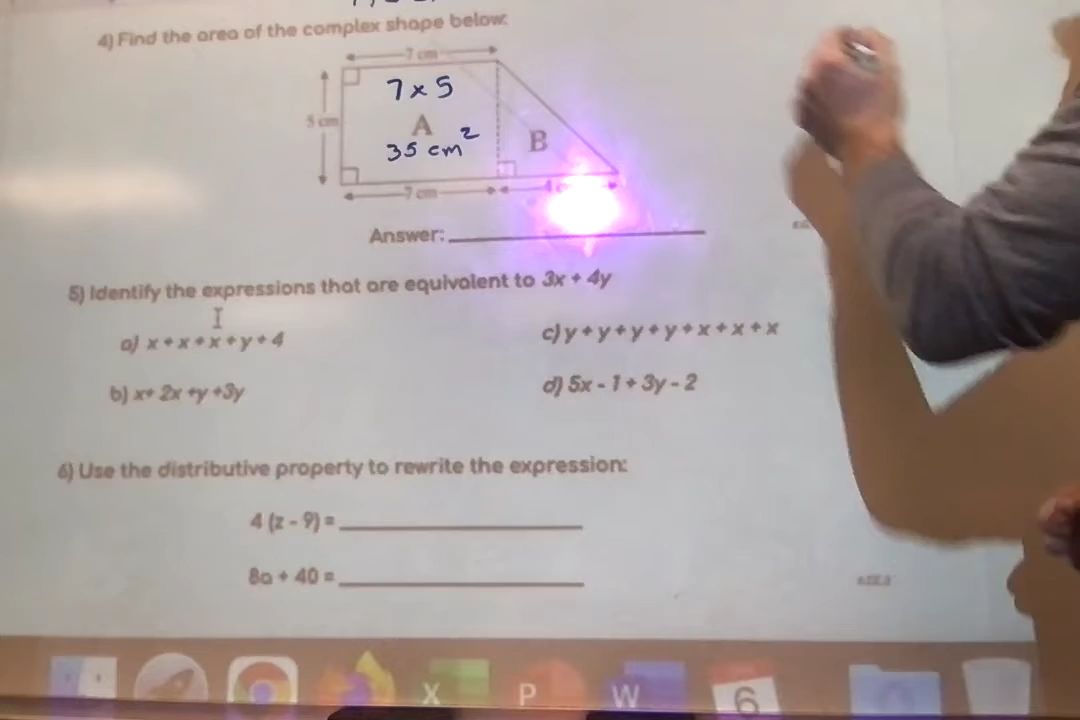 4) Find the area of the complex shape below:
7 cm
7 x 5
5 cm
A
B
35 cm²
7 cm
4
Answer:
5) Identify the expressions that are equivalent to 3x + 4y
a) x + x + x + y + 4
c) y + y + y + y + x + x + x
b) x + 2x + y + 3y
d) 5x - 1 + 3y - 2
6) Use the distributive property to rewrite the expression:
4 (z - 9) =
8a + 40 =
X P W 6